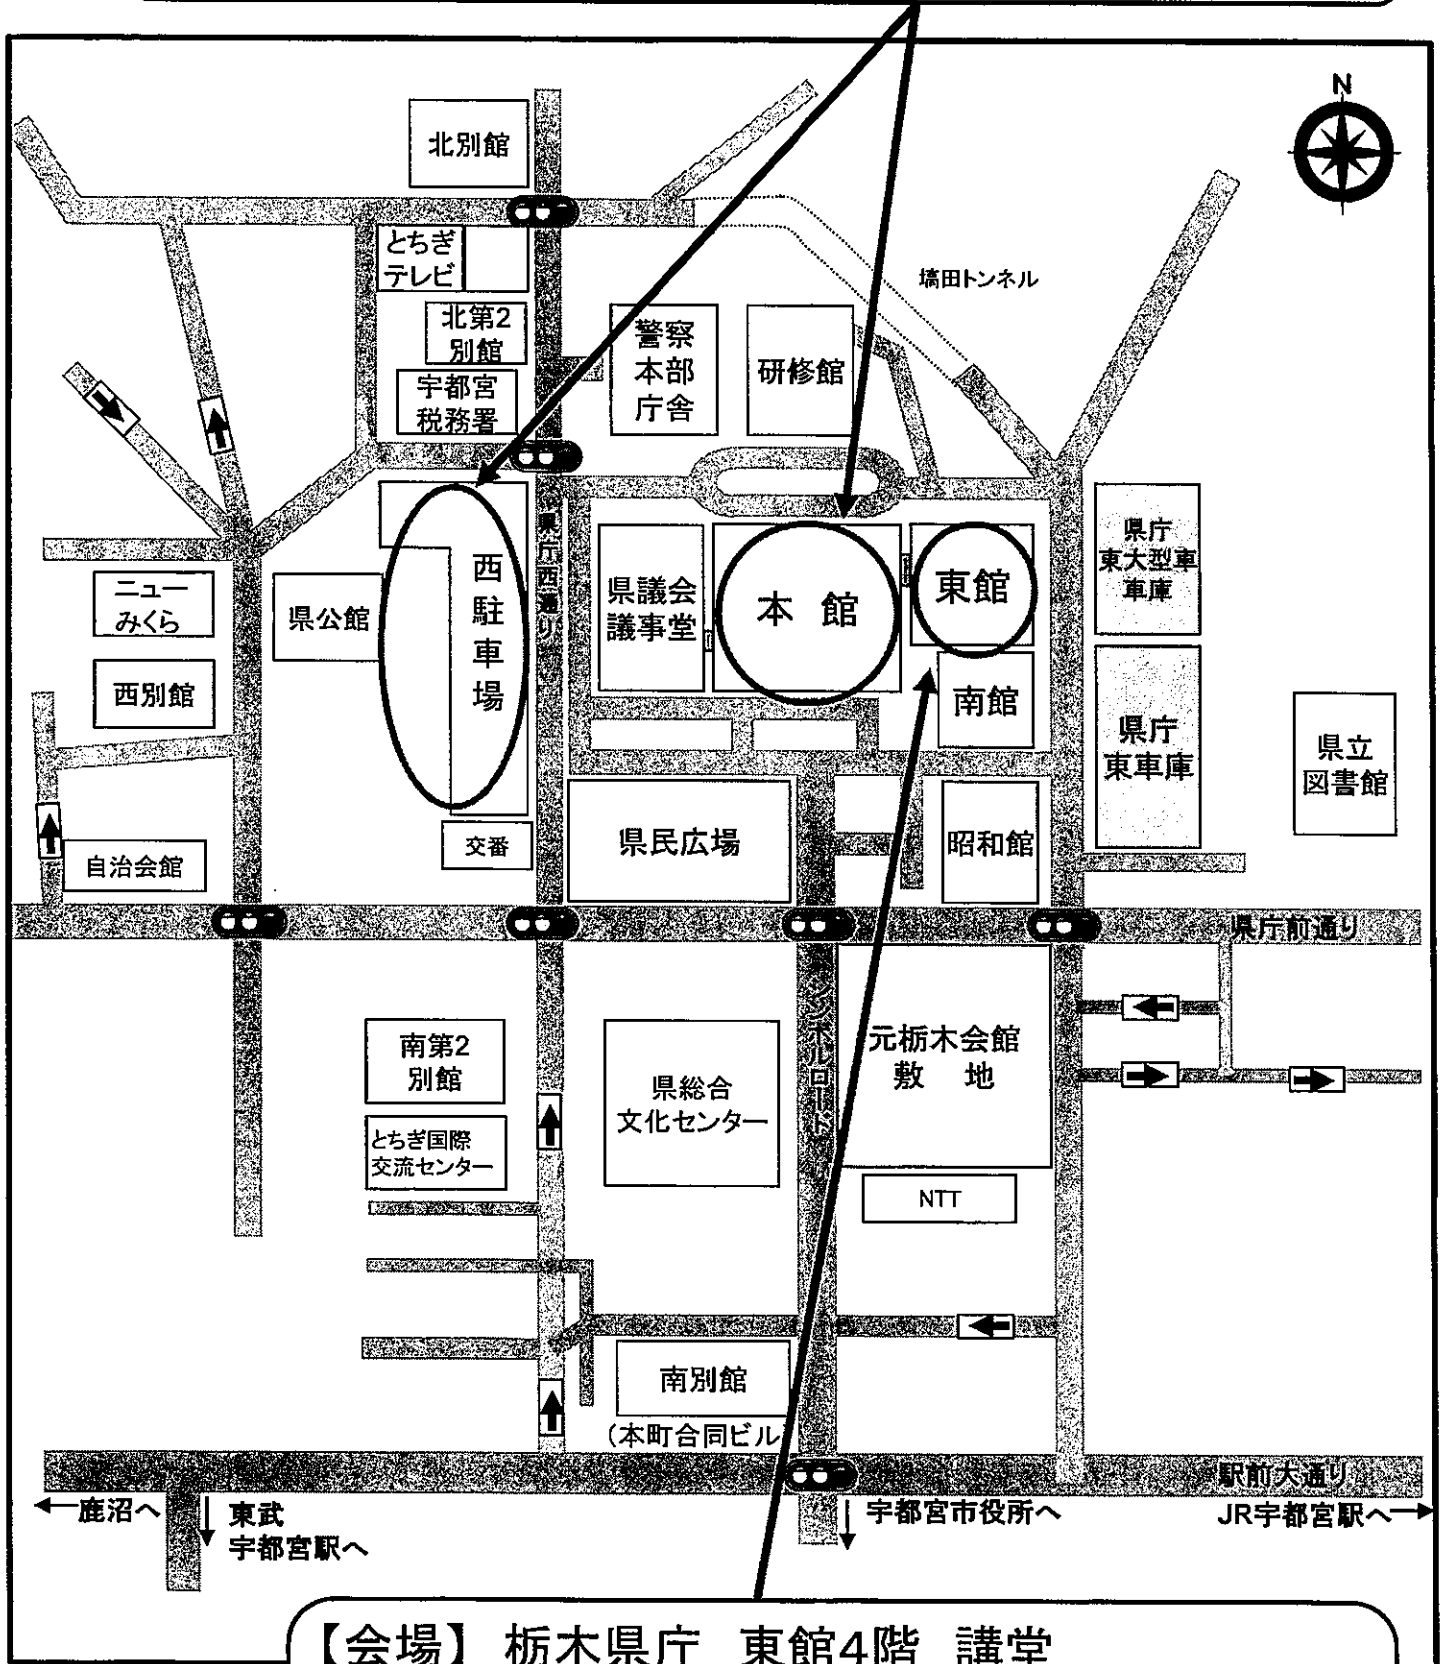 N
北別館
とちぎ
テレビ
塙田トンネル
北第2
別館
警察
本部
庁舎
研修館
宇都宮
税務署
県庁西通り
県庁
東大型車
車庫
西
駐
車
場
県議会
議事堂
本 館
東館
ニュー
みくら
県公館
西別館
南館
県庁
東車庫
県立
図書館
交番
県民広場
昭和館
自治会館
県庁前通り
シンボルロード
南第2
別館
元栃木会館
敷 地
県総合
文化センター
とちぎ国際
交流センター
NTT
南別館
(本町合同ビル
駅前大通り
鹿沼へ
東武
宇都宮駅へ
宇都宮市役所へ
JR宇都宮駅へ
【会場】 栃木県庁 東館4階 講堂